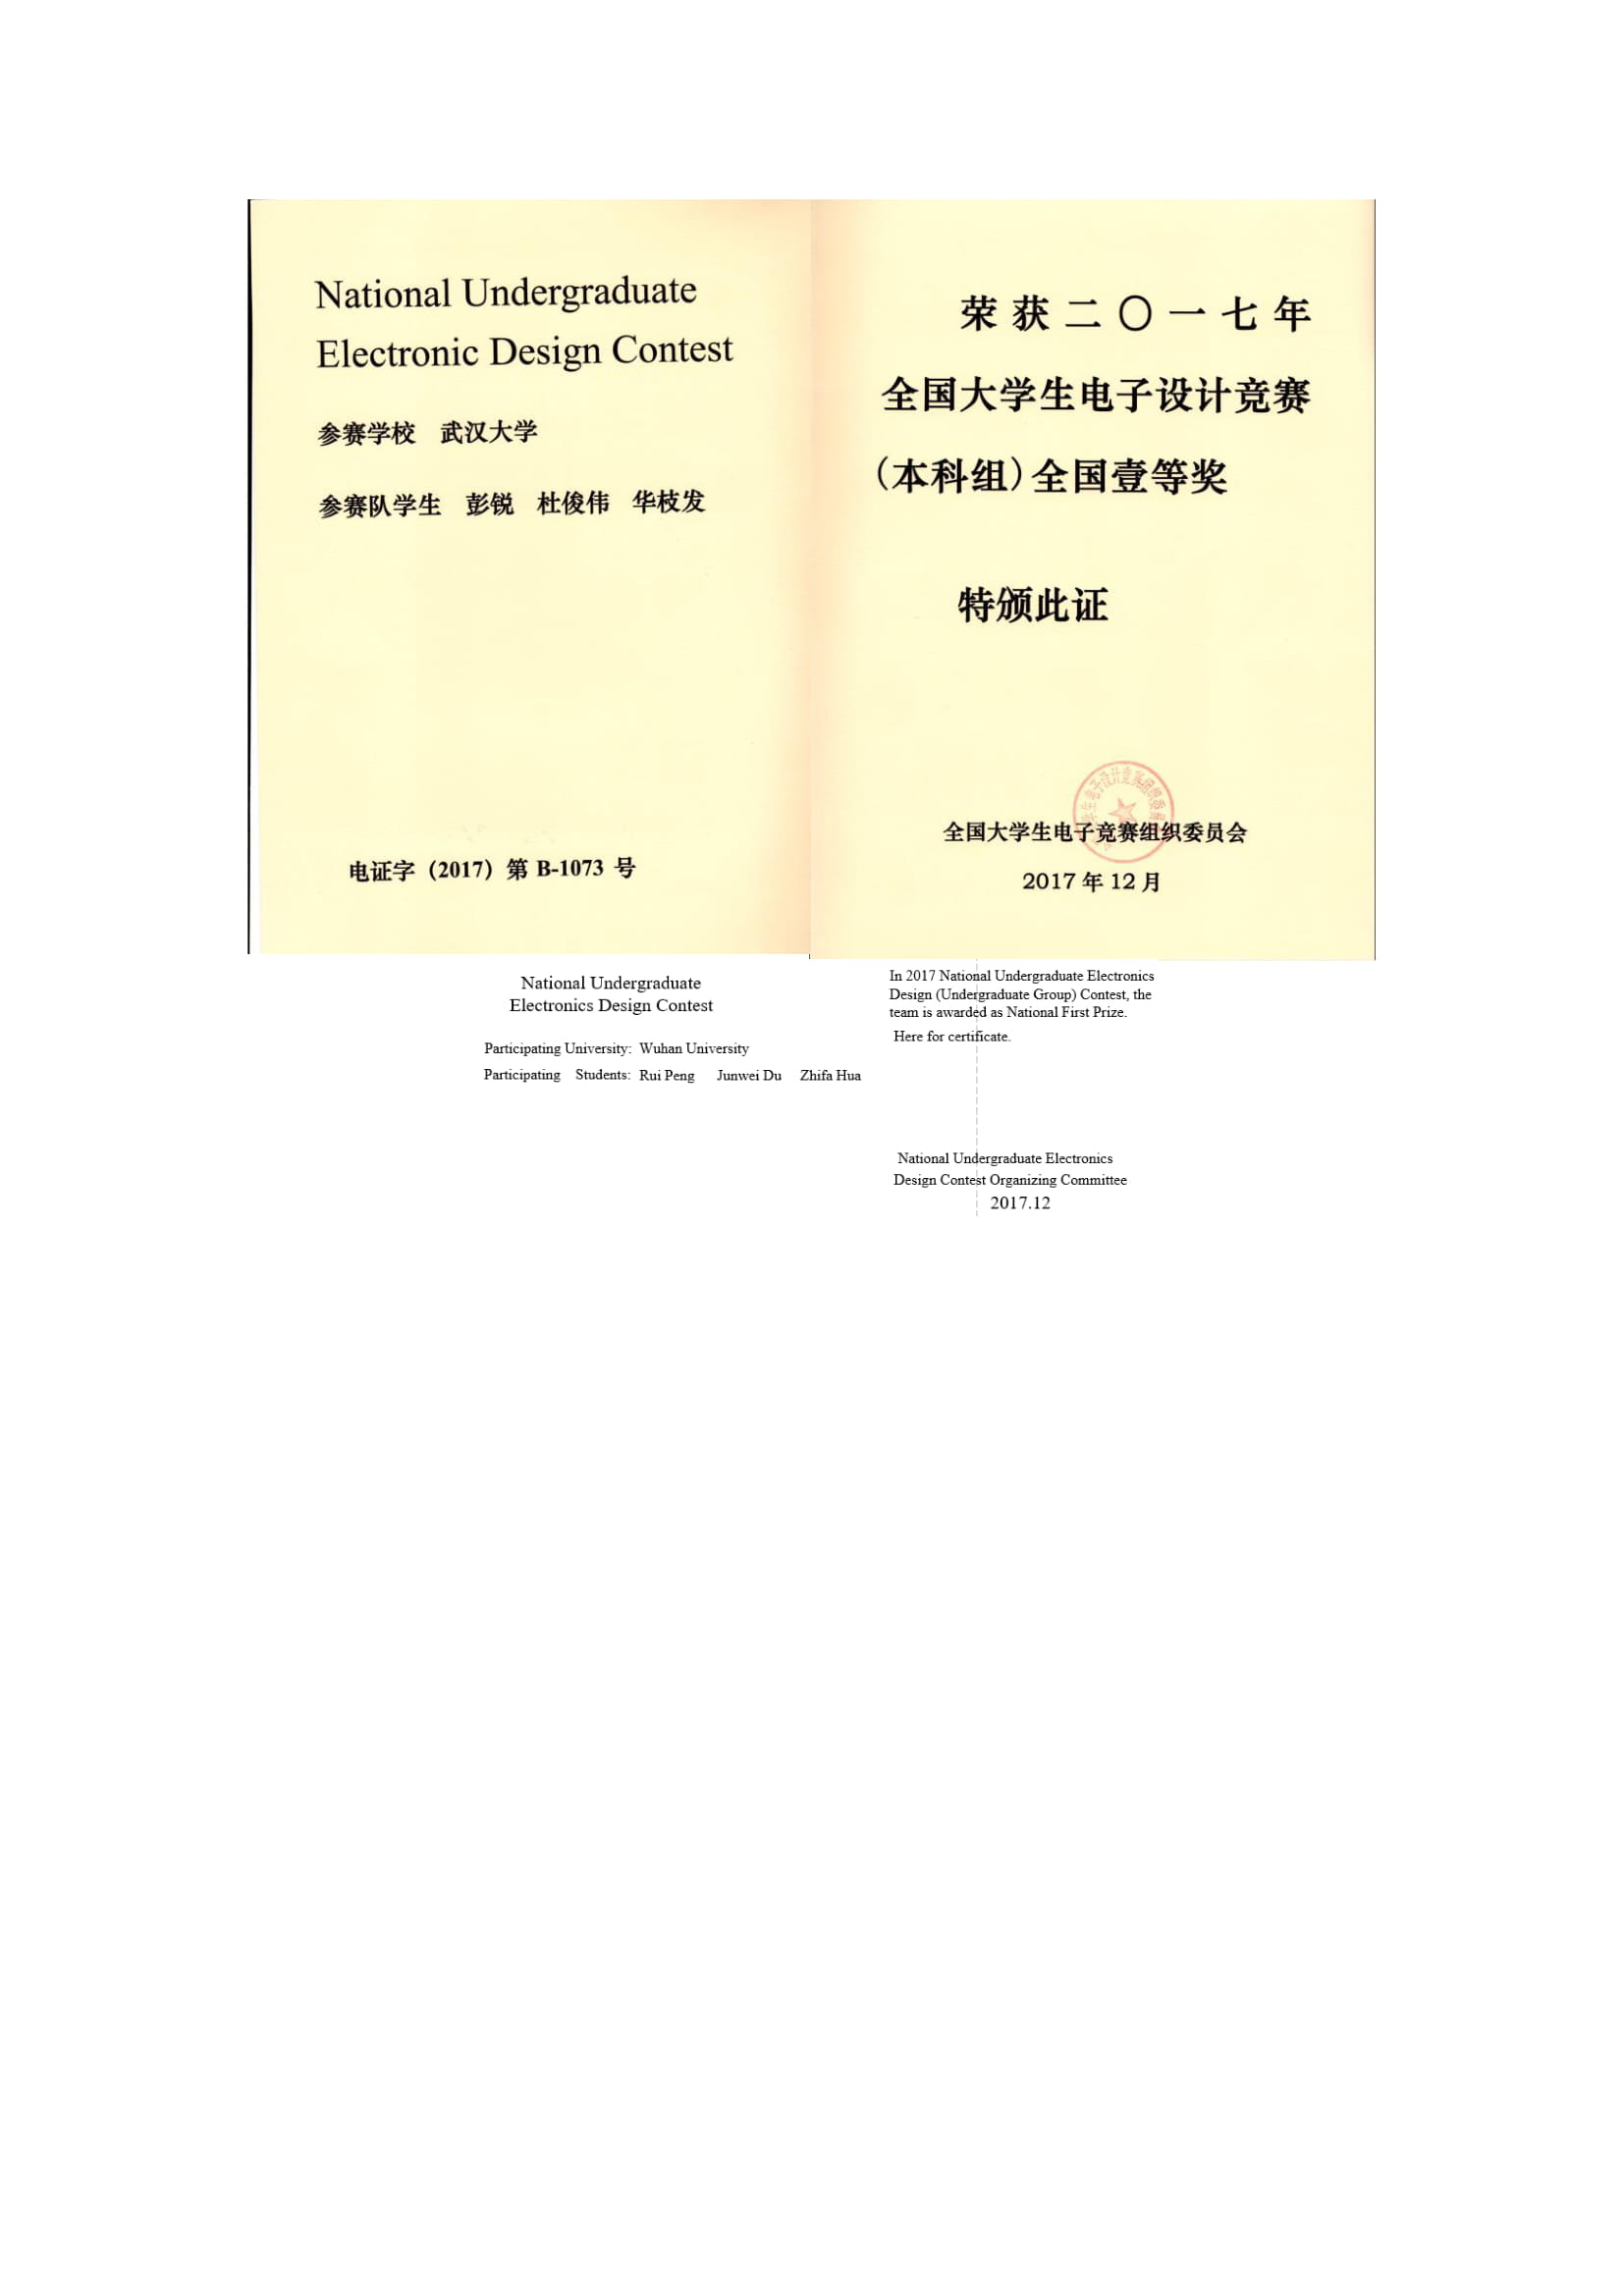 National Undergraduate
Electronic Design Contest
参赛学校 武汉大学
参赛队学生 彭锐 杜俊伟 华枝发
电证字（2017）第 B-1073 号
荣获二〇一七年
全国大学生电子设计竞赛
（本科组）全国壹等奖
特颁此证
全国大学生电子竞赛组织委员会
2017 年 12 月
National Undergraduate
Electronics Design Contest
Participating University: Wuhan University
Participating Students: Rui Peng Junwei Du Zhifa Hua
In 2017 National Undergraduate Electronics
Design (Undergraduate Group) Contest, the
team is awarded as National First Prize.
Here for certificate.
National Undergraduate Electronics
Design Contest Organizing Committee
2017.12